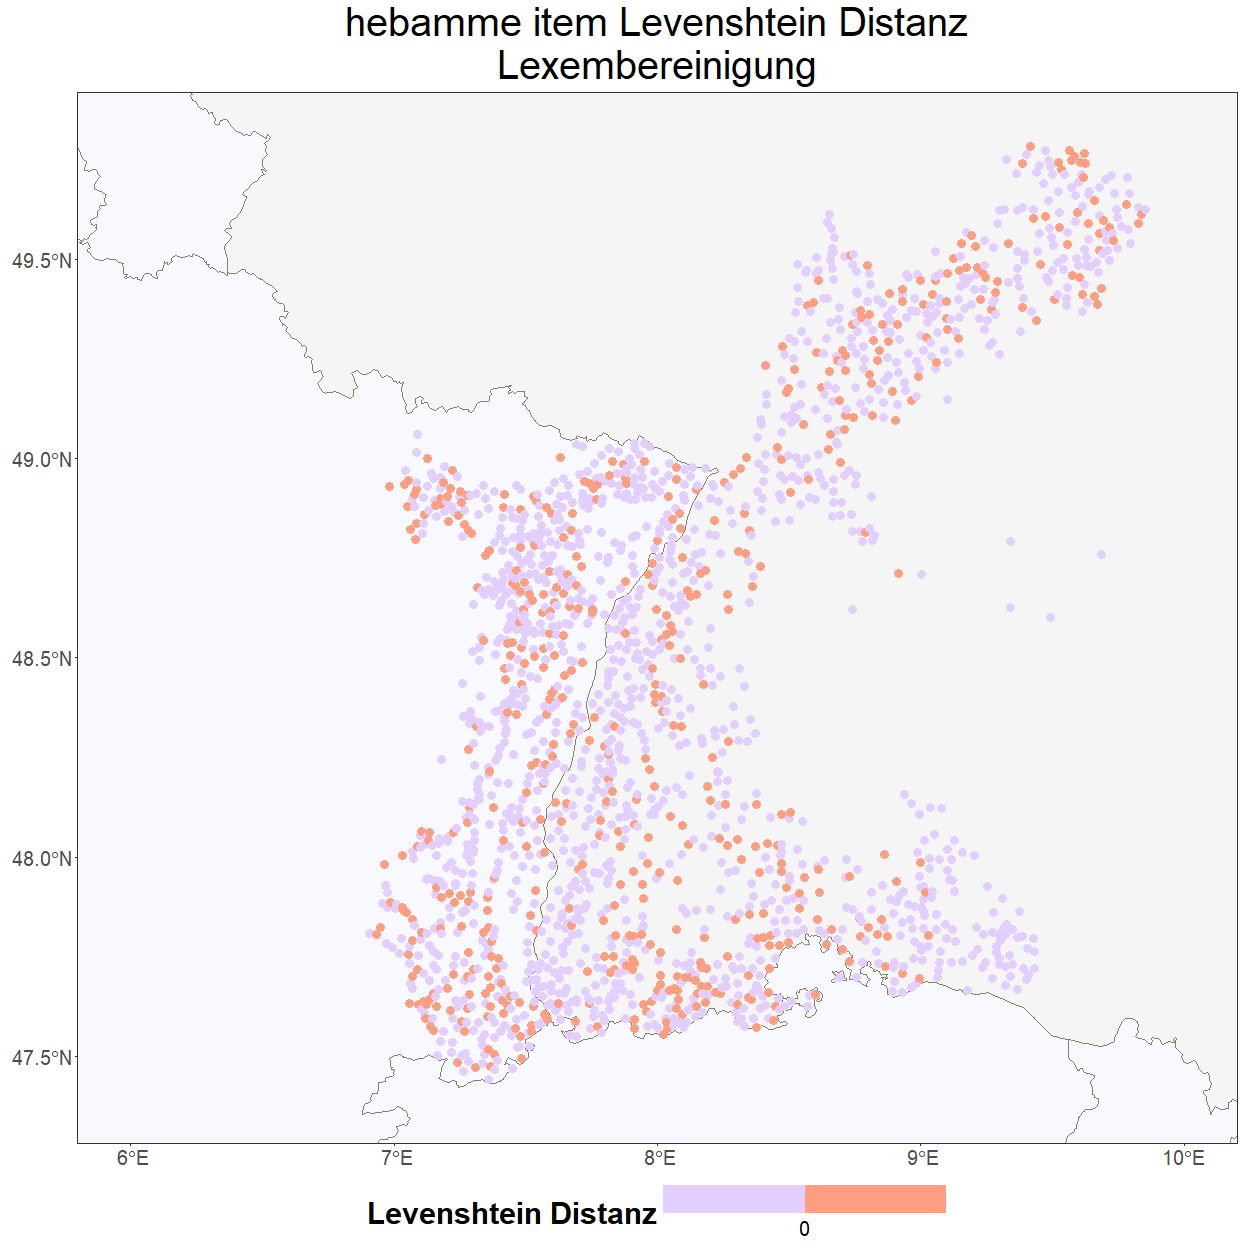 hebamme item Levenshtein Distanz
Lexembereinigung
49.5°N
49.0°N
48.5°N
48.0°N
47.5°N
6°E
7°E
8°E
9°E
10°E
Levenshtein Distanz
0